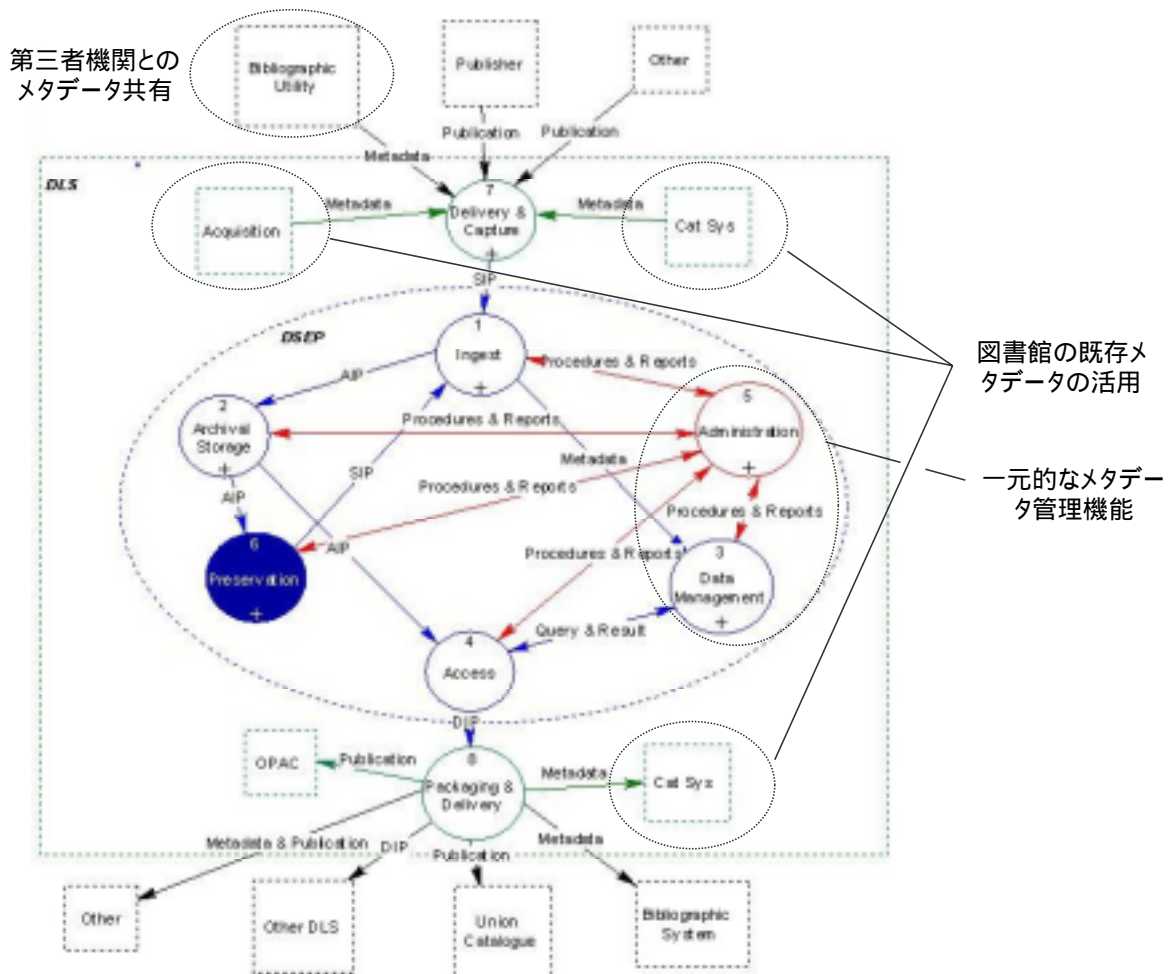 第三者機関との
メタデータ共有
Bibliographic
Utility
Publisher
Other
Publication
Publication
Metadata
DLS
7
Delivery &
Capture
+
Metadata
Metadata
Acquisition
Cat Sys
SIP
DSEP
1
Ingest
+
Procedures & Reports
図書館の既存メ
タデータの活用
AIP
2
Archival
Storage
+
Procedures & Reports
5
Administration
+
Metadata
SIP
Procedures & Reports
一元的なメタデー
タ管理機能
AIP
Procedures & Reports
6
Preservation
+
AIP
Procedures & Reports
3
Data
Management
+
Query & Result
4
Access
DIP
OPAC
Publication
8
Packaging &
Delivery
Metadata
Cat Sys
Metadata & Publication
DIP
Publication
Metadata
Other
Other DLS
Union
Catalogue
Bibliographic
System